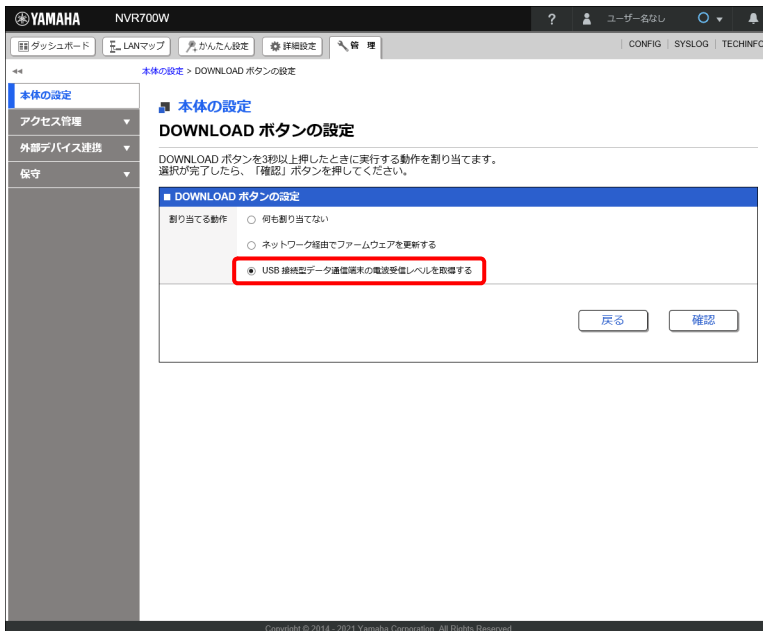 YAMAHA NVR700W ? ユーザーなし
ダッシュボード LANマップ かんたん設定 詳細設定 管 理 CONFIG SYSLOG TECHINFO
本体の設定 > DOWNLOAD ボタンの設定
本体の設定
アクセス管理
外部デバイス連携
保守
本体の設定
DOWNLOAD ボタンの設定
DOWNLOAD ボタンを3秒以上押したときに実行する動作を割り当てます。
選択が完了したら、「確認」ボタンを押してください。
DOWNLOAD ボタンの設定
割り当てる動作 何も割り当てない
ネットワーク経由でファームウェアを更新する
USB 接続型データ通信端末の電波受信レベルを取得する
戻る 確認
Copyright © 2014 - 2021 Yamaha Corporation. All Rights Reserved.